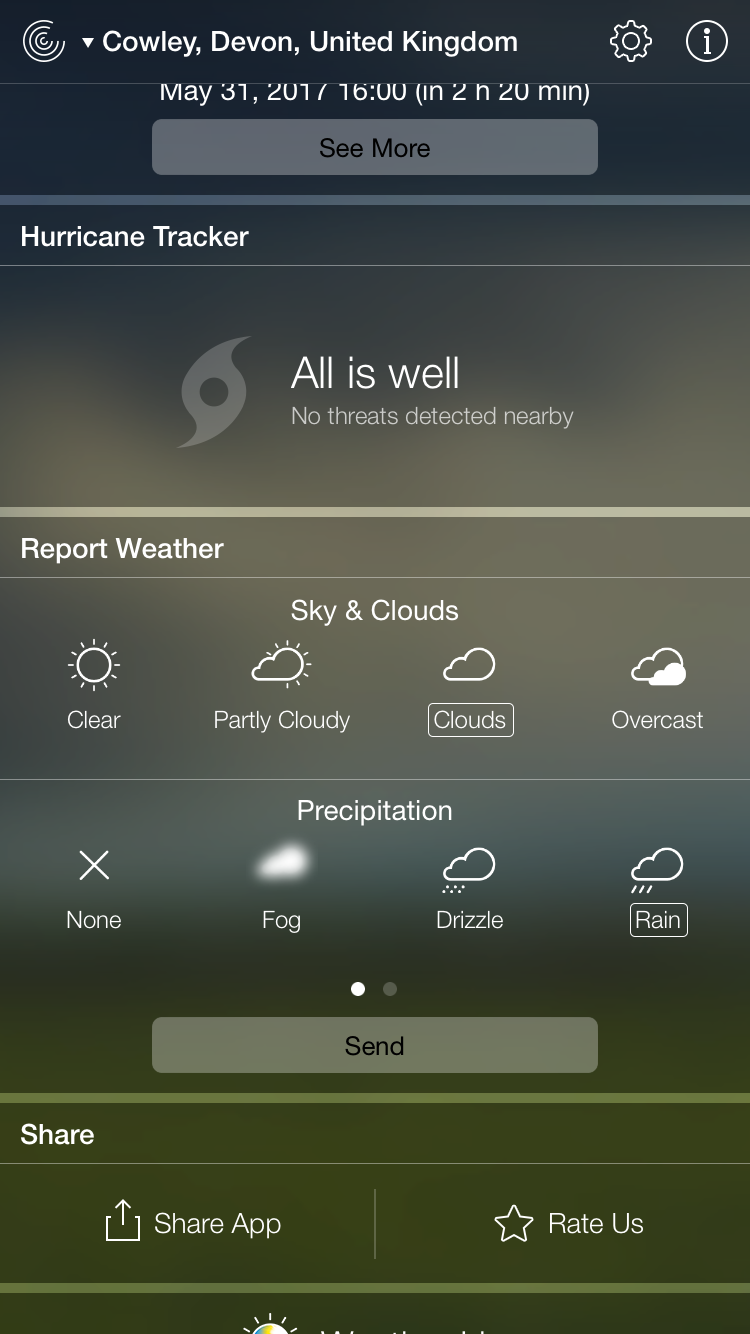 Cowley, Devon, United Kingdom
May 31, 2017 16:00 (in 2 h 20 min)
See More
Hurricane Tracker
All is well
No threats detected nearby
Report Weather
Sky & Clouds
Clear Partly Cloudy Clouds Overcast
Precipitation
None Fog Drizzle Rain
Send
Share
Share App Rate Us